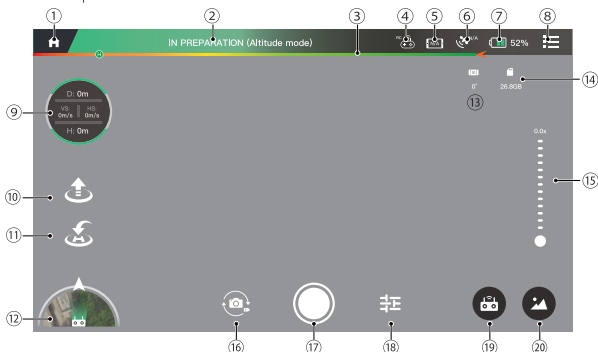 ① ② ③ ④ ⑤ ⑥ ⑦ ⑧
IN PREPARATION (Altitude mode) RC N/A N/A 52%
0° 26.8GB
⑬ ⑭
D: 0m
VS: HS:
0m/s 0m/s
H: 0m
⑨
0.0x
⑮
⑩
⑪
⑫
⑯ ⑰ ⑱ ⑲ ⑳